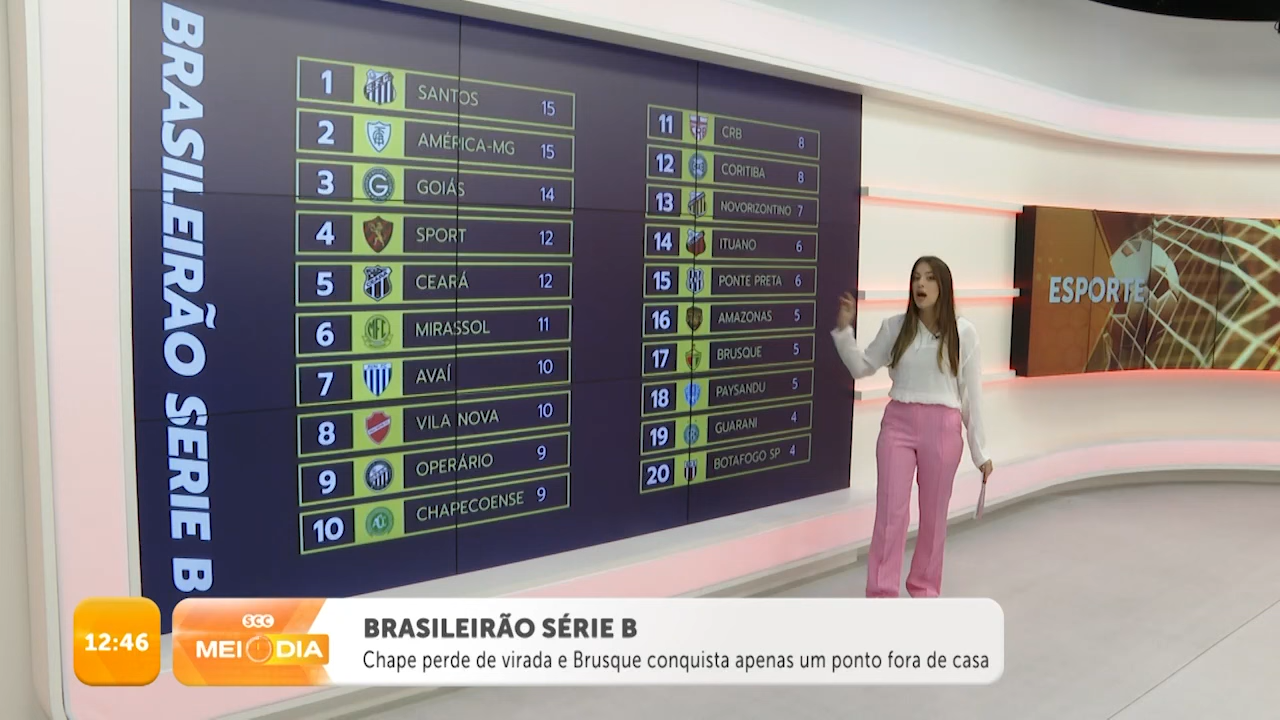 BRASILEIRÃO SÉRIE B
1 SANTOS 15
2 AMÉRICA-MG 15
3 GOIÁS 14
4 SPORT 12
5 CEARÁ 12
6 MIRASSOL 11
7 AVAÍ 10
8 VILA NOVA 10
9 OPERÁRIO 9
10 CHAPECOENSE 9
11 CRB 8
12 CORITIBA 8
13 NOVORIZONTINO 7
14 ITUANO 6
15 PONTE PRETA 6
16 AMAZONAS 5
17 BRUSQUE 5
18 PAYSANDU 5
19 GUARANI 4
20 BOTAFOGO SP 4
ESPORTE
12:46
SCC
MEIO DIA
BRASILEIRÃO SÉRIE B
Chape perde de virada e Brusque conquista apenas um ponto fora de casa